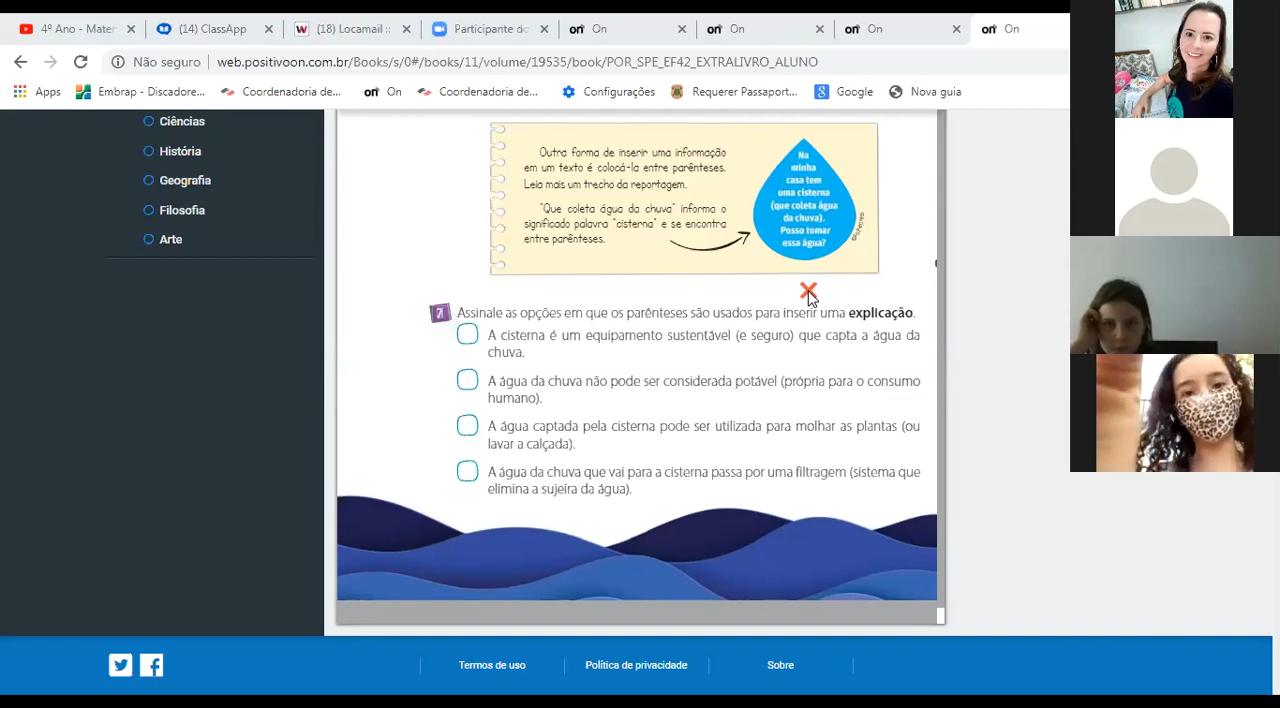 4º Ano - Mater
(14) ClassApp
(18) Locamail ::
Participante do
on On
on On
on On
on On
Não seguro
web.positivoon.com.br/Books/s/0#/books/11/volume/19535/book/POR_SPE_EF42_EXTRALIVRO_ALUNO
Apps
Embrap - Discadore...
Coordenadoria de...
on On
Coordenadoria de...
Configurações
Requerer Passaport...
Google
Nova guia
Ciências
História
Geografia
Filosofia
Arte
Outra forma de inserir uma informação
em um texto é colocá-la entre parênteses.
Leia mais um trecho da reportagem.
"Que coleta água da chuva" informa o
significado palavra "cisterna" e se encontra
entre parênteses.
Na
minha
casa tem
uma cisterna
(que coleta água
da chuva).
Posso tomar
essa água?
7 Assinale as opções em que os parênteses são usados para inserir uma explicação.
A cisterna é um equipamento sustentável (e seguro) que capta a água da
chuva.
A água da chuva não pode ser considerada potável (própria para o consumo
humano).
A água captada pela cisterna pode ser utilizada para molhar as plantas (ou
lavar a calçada).
A água da chuva que vai para a cisterna passa por uma filtragem (sistema que
elimina a sujeira da água).
Termos de uso
Política de privacidade
Sobre